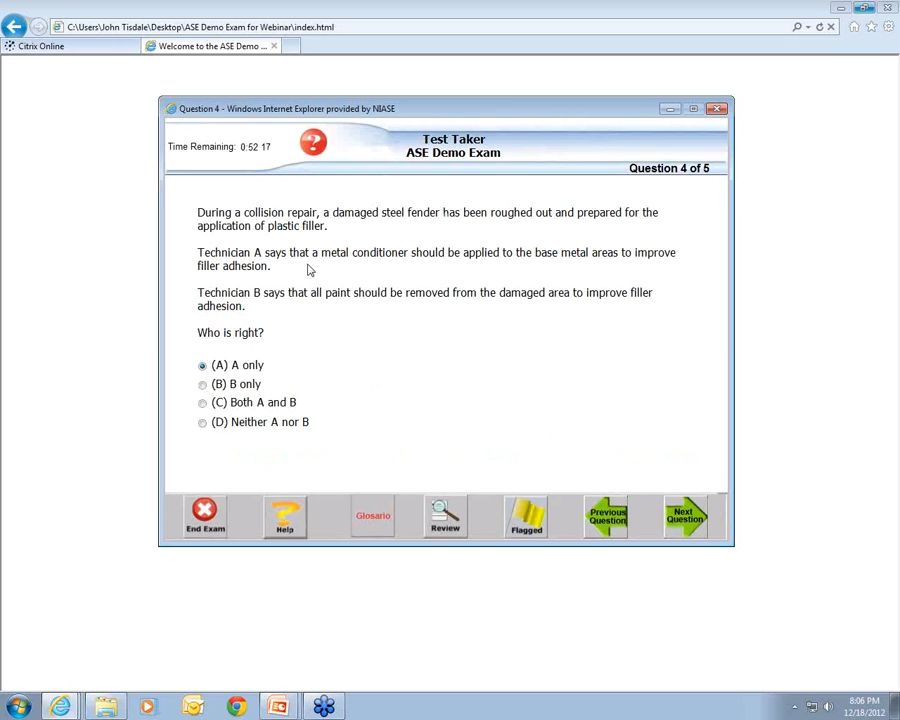 C:\Users\John Tisdale\Desktop\ASE Demo Exam for Webinar\index.html
Citrix Online
Welcome to the ASE Demo ...
Question 4 - Windows Internet Explorer provided by NIASE
Time Remaining: 0:52 17
?
Test Taker
ASE Demo Exam
Question 4 of 5
During a collision repair, a damaged steel fender has been roughed out and prepared for the
application of plastic filler.
Technician A says that a metal conditioner should be applied to the base metal areas to improve
filler adhesion.
Technician B says that all paint should be removed from the damaged area to improve filler
adhesion.
Who is right?
(A) A only
(B) B only
(C) Both A and B
(D) Neither A nor B
End Exam
Help
Glosario
Review
Flagged
Previous
Question
Next
Question
8:06 PM
12/18/2012